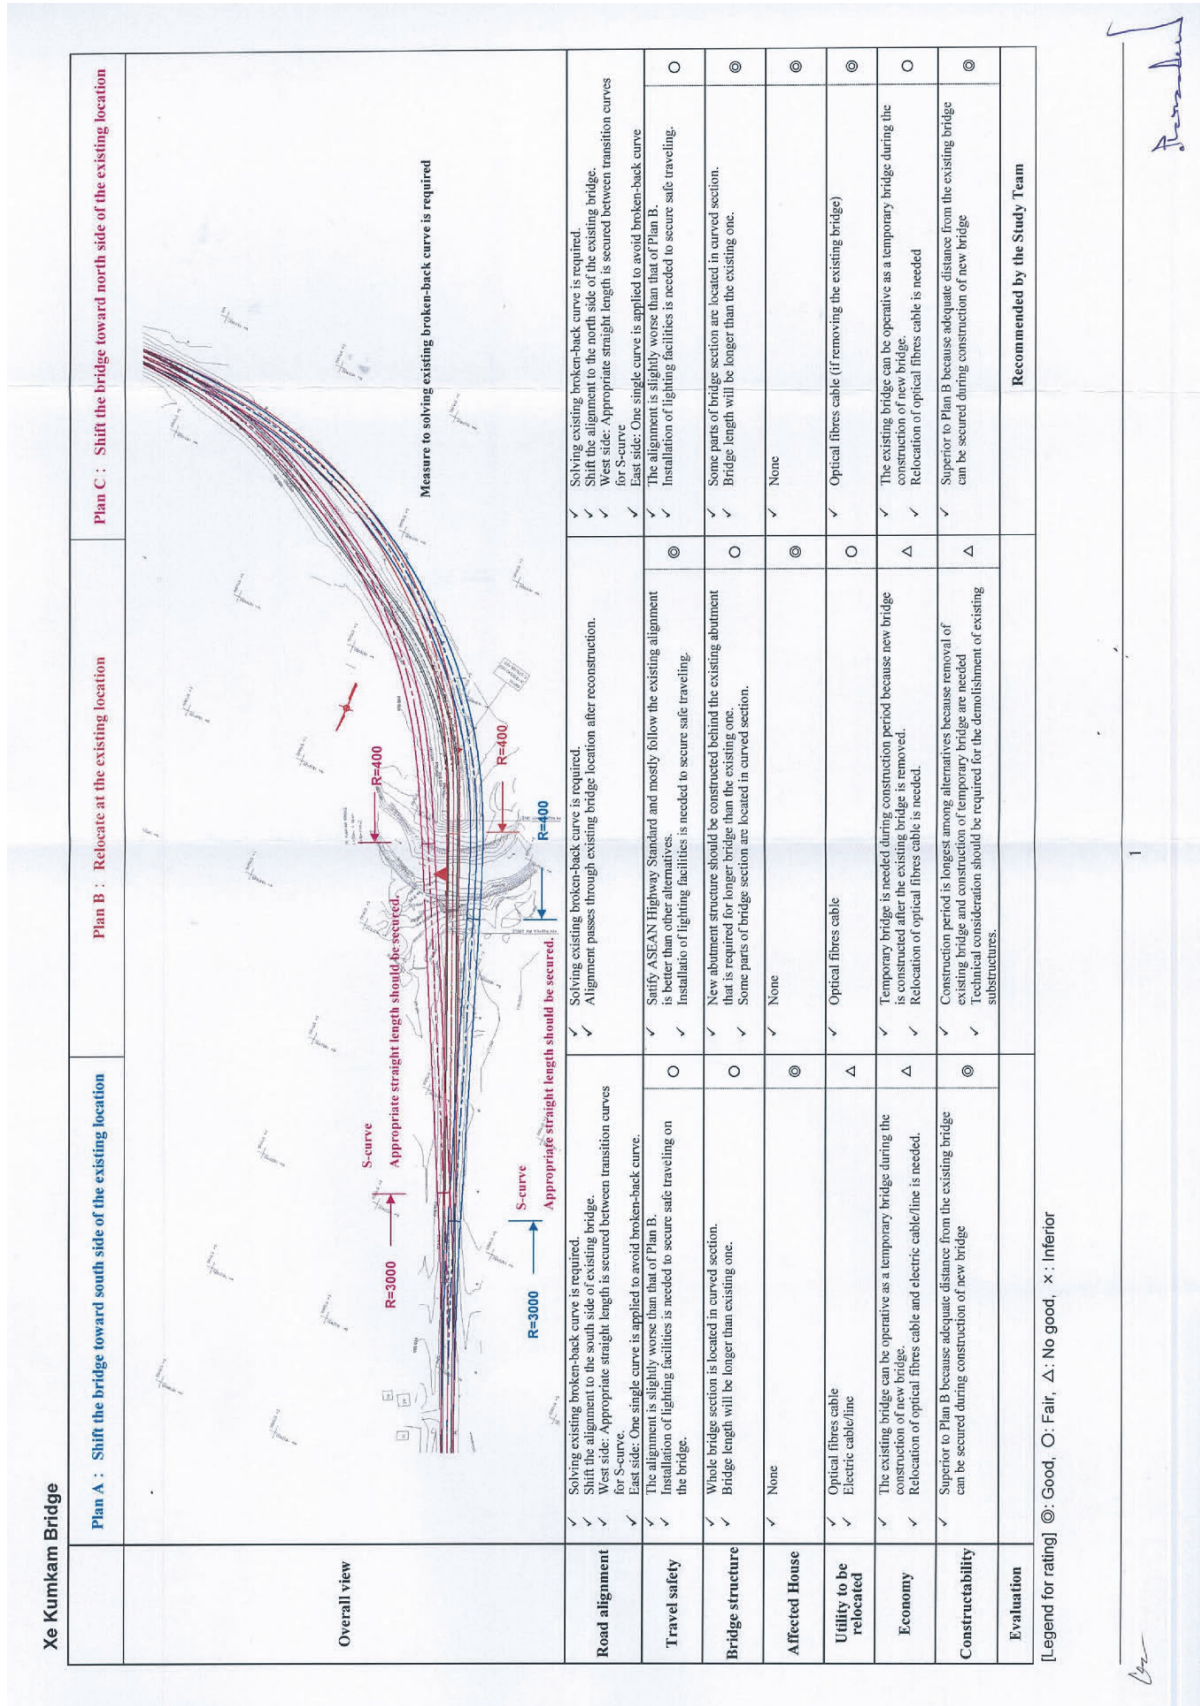 Xe Kumkam Bridge
Plan A : Shift the bridge toward south side of the existing location
Plan B : Relocate at the existing location
Plan C : Shift the bridge toward north side of the existing location
Overall view
Measure to solving existing broken-back curve is required
S-curve
Appropriate straight length should be secured.
R=3000
R=400
R=400
R=400
S-curve
Appropriate straight length should be secured.
R=3000
Road alignment
✓ Solving existing broken-back curve is required.
✓ Shift the alignment to the south side of existing bridge.
✓ West side: Appropriate straight length is secured between transition curves
for S-curve.
✓ East side: One single curve is applied to avoid broken-back curve.
✓ Solving existing broken-back curve is required.
✓ Alignment passes through existing bridge location after reconstruction.
✓ Solving existing broken-back curve is required.
✓ Shift the alignment to the north side of the existing bridge.
✓ West side: Appropriate straight length is secured between transition curves
for S-curve
✓ East side: One single curve is applied to avoid broken-back curve
Travel safety
✓ The alignment is slightly worse than that of Plan B.
✓ Installation of lighting facilities is needed to secure safe traveling on
the bridge.
○
✓ Satify ASEAN Highway Standard and mostly follow the existing alignment
is better than other alternatives.
✓ Installatio of lighting facilities is needed to secure safe traveling.
◎
✓ The alignment is slightly worse than that of Plan B.
✓ Installation of lighting facilities is needed to secure safe traveling.
○
Bridge structure
✓ Whole bridge section is located in curved section.
✓ Bridge length will be longer than existing one.
○
✓ New abutment structure should be constructed behind the existing abutment
that is required for longer bridge than the existing one.
✓ Some parts of bridge section are located in curved section.
○
✓ Some parts of bridge section are located in curved section.
✓ Bridge length will be longer than the existing one.
◎
Affected House
✓ None
◎
✓ None
◎
✓ None
◎
Utility to be
relocated
✓ Optical fibres cable
✓ Electric cable/line
△
✓ Optical fibres cable
○
✓ Optical fibres cable (if removing the existing bridge)
◎
Economy
✓ The existing bridge can be operative as a temporary bridge during the
construction of new bridge.
✓ Relocation of optical fibres cable and electric cable/line is needed.
△
✓ Temporary bridge is needed during construction period because new bridge
is constructed after the existing bridge is removed.
✓ Relocation of optical fibres cable is needed.
△
✓ The existing bridge can be operative as a temporary bridge during the
construction of new bridge.
✓ Relocation of optical fibres cable is needed
○
Constructability
✓ Superior to Plan B because adequate distance from the existing bridge
can be secured during construction of new bridge
◎
✓ Construction period is longest among alternatives because removal of
existing bridge and construction of temporary bridge are needed
✓ Technical consideration should be required for the demolishment of existing
substructures.
△
✓ Superior to Plan B because adequate distance from the existing bridge
can be secured during construction of new bridge
◎
Evaluation
Recommended by the Study Team
[Legend for rating] ◎: Good, ○: Fair, △: No good, ×: Inferior
1